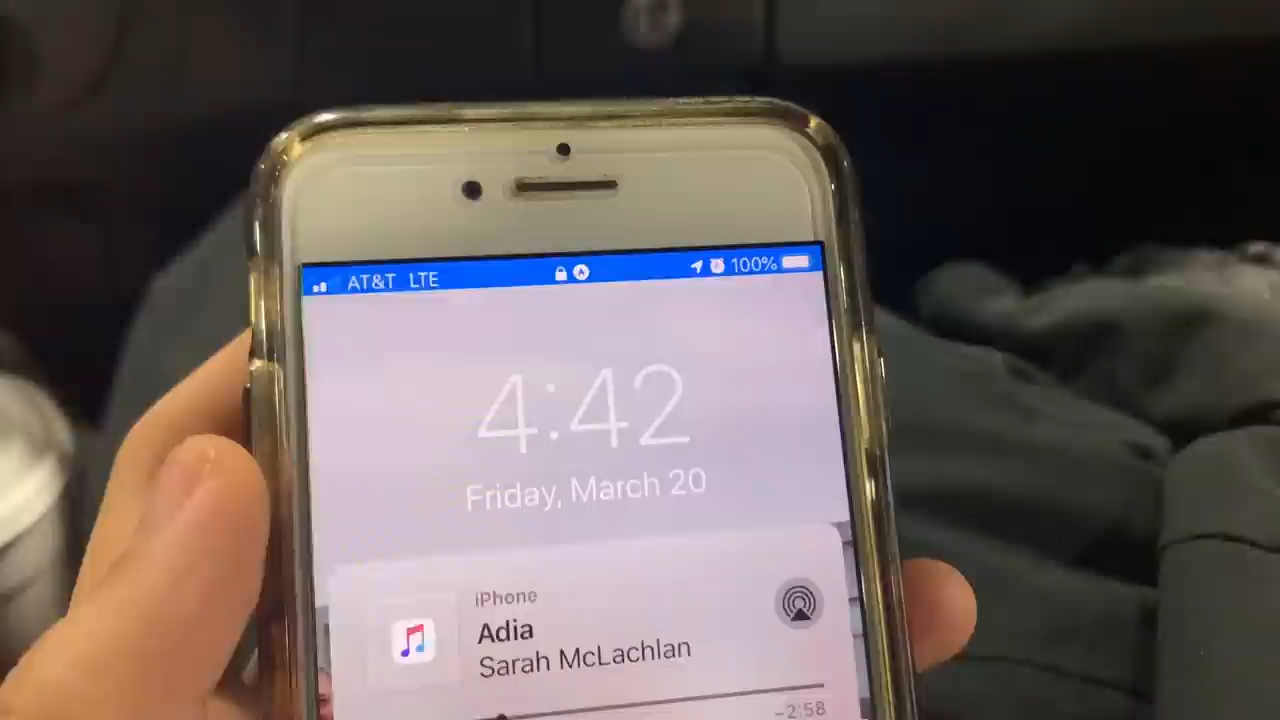 AT&T LTE 100%
4:42
Friday, March 20
iPhone
Adia
Sarah McLachlan
-2:58